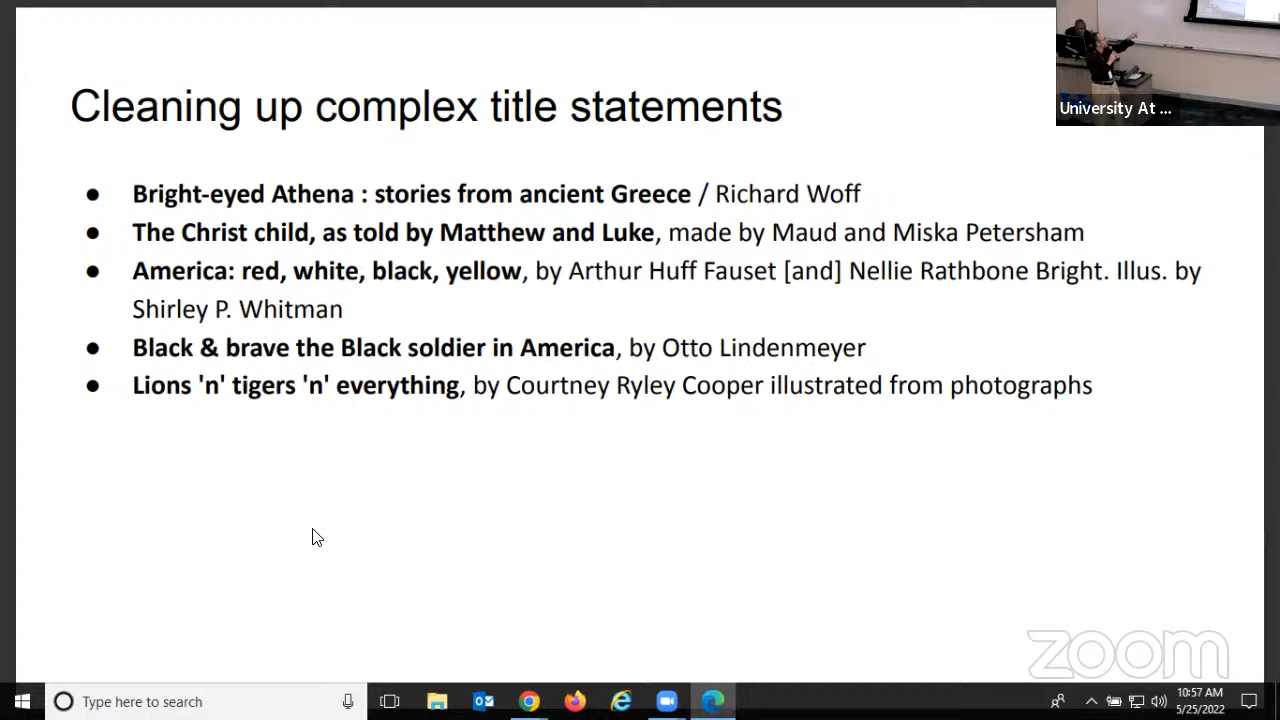 University At ...
Cleaning up complex title statements
● Bright-eyed Athena : stories from ancient Greece / Richard Woff
● The Christ child, as told by Matthew and Luke, made by Maud and Miska Petersham
● America: red, white, black, yellow, by Arthur Huff Fauset [and] Nellie Rathbone Bright. Illus. by
Shirley P. Whitman
● Black & brave the Black soldier in America, by Otto Lindenmeyer
● Lions 'n' tigers 'n' everything, by Courtney Ryley Cooper illustrated from photographs
zoom
Type here to search
10:57 AM
5/25/2022